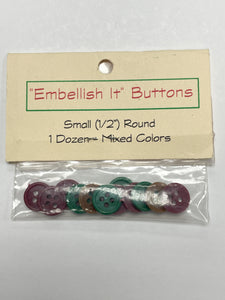 "Embellish It" Buttons
Small (1/2") Round
1 Dozen - Mixed Colors